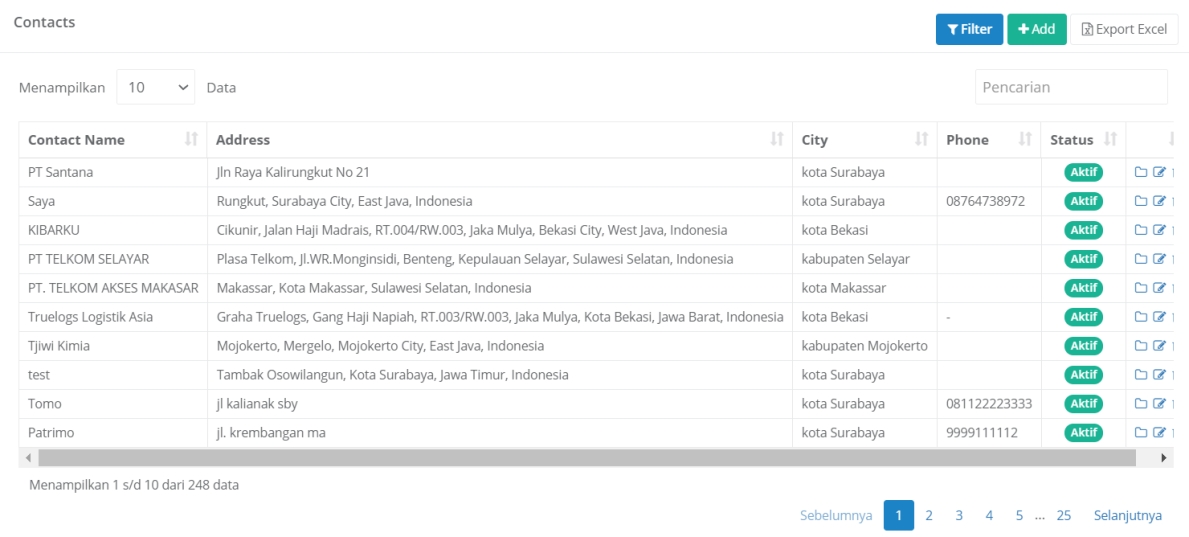 Contacts
Filter
Add
Export Excel
Menampilkan 10 Data
Pencarian
Contact Name Address City Phone Status
PT Santana Jln Raya Kalirungkut No 21 kota Surabaya Aktif
Saya Rungkut, Surabaya City, East Java, Indonesia kota Surabaya 08764738972 Aktif
KIBARKU Cikunir, Jalan Haji Madrais, RT.004/RW.003, Jaka Mulya, Bekasi City, West Java, Indonesia kota Bekasi Aktif
PT TELKOM SELAYAR Plasa Telkom, Jl.WR.Monginsidi, Benteng, Kepulauan Selayar, Sulawesi Selatan, Indonesia kabupaten Selayar Aktif
PT. TELKOM AKSES MAKASAR Makassar, Kota Makassar, Sulawesi Selatan, Indonesia kota Makassar Aktif
Truelogs Logistik Asia Graha Truelogs, Gang Haji Napiah, RT.003/RW.003, Jaka Mulya, Kota Bekasi, Jawa Barat, Indonesia kota Bekasi - Aktif
Tjiwi Kimia Mojokerto, Mergelo, Mojokerto City, East Java, Indonesia kabupaten Mojokerto Aktif
test Tambak Osowilangun, Kota Surabaya, Jawa Timur, Indonesia kota Surabaya Aktif
Tomo jl kalianak sby kota Surabaya 081122223333 Aktif
Patrimo jl. krembangan ma kota Surabaya 9999111112 Aktif
Menampilkan 1 s/d 10 dari 248 data
Sebelumnya 1 2 3 4 5 ... 25 Selanjutnya